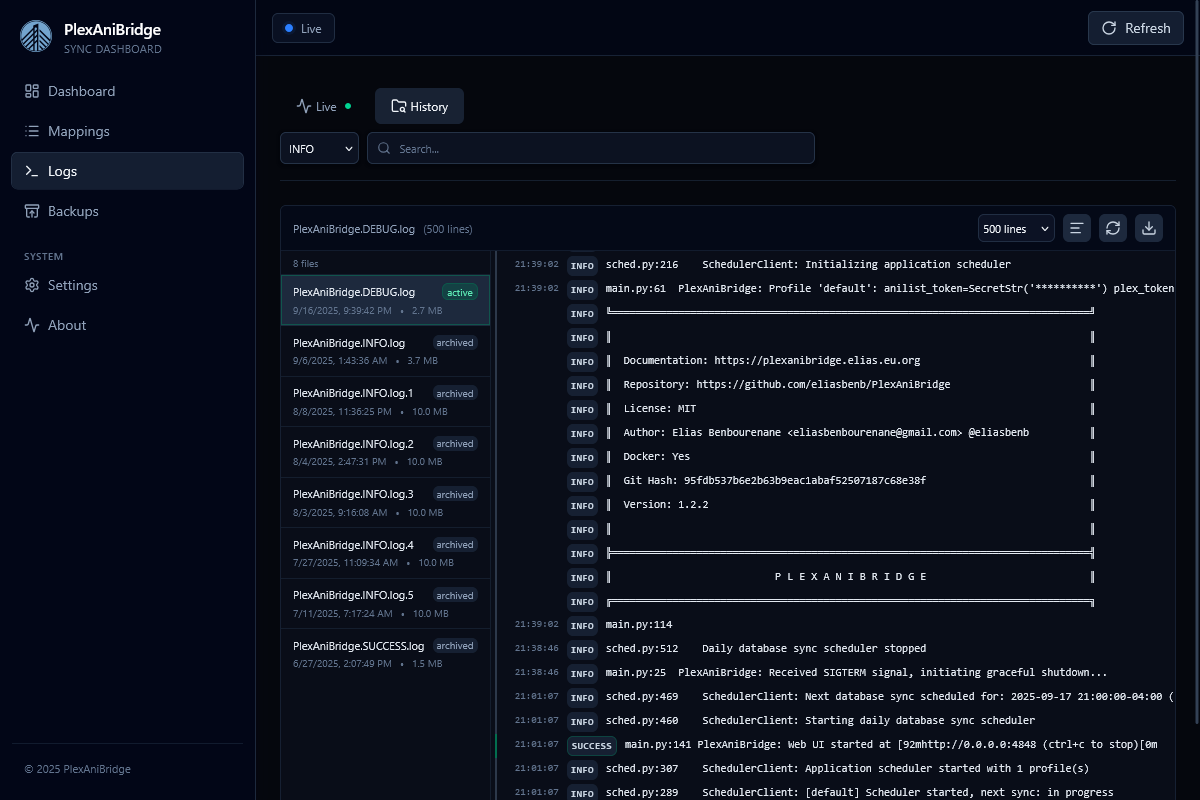 PlexAniBridge
SYNC DASHBOARD
Dashboard
Mappings
Logs
Backups
SYSTEM
Settings
About
© 2025 PlexAniBridge
Live
Refresh
Live
History
INFO
Search...
PlexAniBridge.DEBUG.log (500 lines)
500 lines
8 files
PlexAniBridge.DEBUG.log active
9/16/2025, 9:39:42 PM • 2.7 MB
PlexAniBridge.INFO.log archived
9/6/2025, 1:43:36 AM • 3.7 MB
PlexAniBridge.INFO.log.1 archived
8/8/2025, 11:36:25 PM • 10.0 MB
PlexAniBridge.INFO.log.2 archived
8/4/2025, 2:47:31 PM • 10.0 MB
PlexAniBridge.INFO.log.3 archived
8/3/2025, 9:16:08 AM • 10.0 MB
PlexAniBridge.INFO.log.4 archived
7/27/2025, 11:09:34 AM • 10.0 MB
PlexAniBridge.INFO.log.5 archived
7/11/2025, 7:17:24 AM • 10.0 MB
PlexAniBridge.SUCCESS.log archived
6/27/2025, 2:07:49 PM • 1.5 MB
21:39:02 INFO sched.py:216 SchedulerClient: Initializing application scheduler
21:39:02 INFO main.py:61 PlexAniBridge: Profile 'default': anilist_token=SecretStr('**********') plex_token
INFO
INFO
INFO Documentation: https://plexanibridge.elias.eu.org
INFO Repository: https://github.com/eliasbenb/PlexAniBridge
INFO License: MIT
INFO Author: Elias Benbourenane <eliasbenbourenane@gmail.com> @eliasbenb
INFO Docker: Yes
INFO Git Hash: 95fdb537b6e2b63b9eac1abaf52507187c68e38f
INFO Version: 1.2.2
INFO
INFO
INFO P L E X A N I B R I D G E
INFO
21:39:02 INFO main.py:114
21:38:46 INFO sched.py:512 Daily database sync scheduler stopped
21:38:46 INFO main.py:25 PlexAniBridge: Received SIGTERM signal, initiating graceful shutdown...
21:01:07 INFO sched.py:469 SchedulerClient: Next database sync scheduled for: 2025-09-17 21:00:00-04:00 (
21:01:07 INFO sched.py:460 SchedulerClient: Starting daily database sync scheduler
21:01:07 SUCCESS main.py:141 PlexAniBridge: Web UI started at [92mhttp://0.0.0.0:4848 (ctrl+c to stop)[0m
21:01:07 INFO sched.py:307 SchedulerClient: Application scheduler started with 1 profile(s)
21:01:07 INFO sched.py:289 SchedulerClient: [default] Scheduler started, next sync: in progress